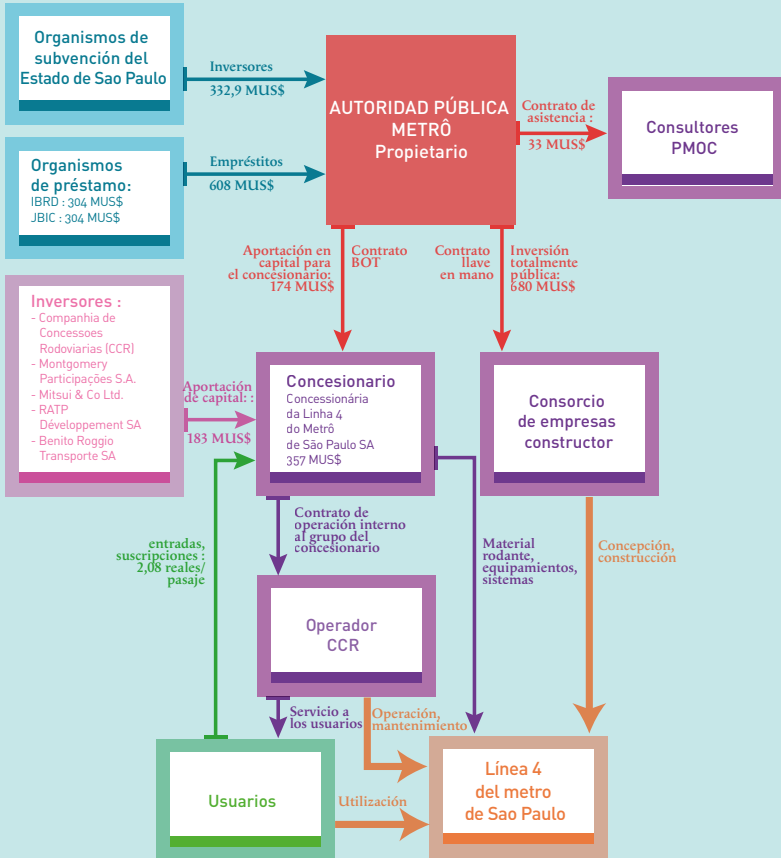 Organismos de
subvención del
Estado de Sao Paulo
Inversores
332,9 MUS$
AUTORIDAD PÚBLICA
METRÔ
Propietario
Contrato de
asistencia :
33 MUS$
Consultores
PMOC
Organismos
de préstamo:
IBRD : 304 MUS$
JBIC : 304 MUS$
Empréstitos
608 MUS$
Aportación en
capital para
el concesionario:
174 MUS$
Contrato
BOT
Contrato
llave
en mano
Inversión
totalmente
pública:
680 MUS$
Inversores :
- Companhia de
Concessoes
Rodoviarias (CCR)
- Montgomery
Participações S.A.
- Mitsui & Co Ltd.
- RATP
Développement SA
- Benito Roggio
Transporte SA
Aportación
de capital: :
183 MUS$
Concesionario
Concessionária
da Linha 4
do Metrô
de São Paulo SA
357 MUS$
Consorcio
de empresas
constructor
entradas,
suscripciones :
2,08 reales/
pasaje
Contrato de
operación interno
al grupo del
concesionario
Material
rodante,
equipamientos,
sistemas
Concepción,
construcción
Operador
CCR
Servicio a
los usuarios
Operación,
mantenimiento
Usuarios
Utilización
Línea 4
del metro
de Sao Paulo